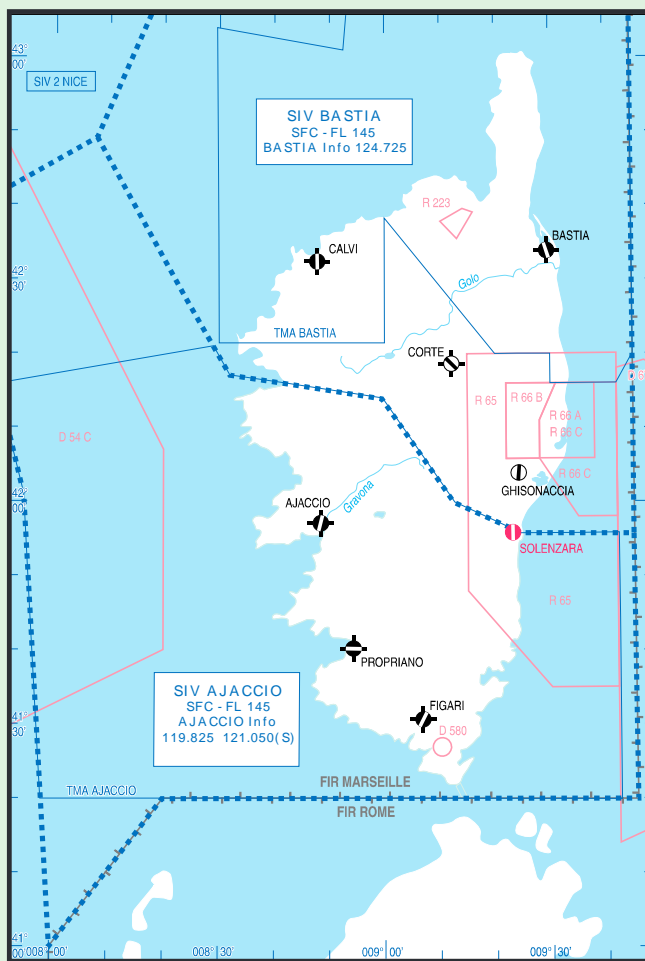 43°
00'
SIV 2 NICE
SIV BASTIA
SFC - FL 145
BASTIA Info 124.725
R 223
BASTIA
CALVI
42°
30'
Golo
TMA BASTIA
CORTE
R 65
R 66 B
R 66 A
R 66 C
D 54 C
R 66 C
GHISONACCIA
42°
00'
AJACCIO
Gravona
SOLENZARA
R 65
PROPRIANO
SIV AJACCIO
SFC - FL 145
AJACCIO Info
119.825 121.050(S)
FIGARI
D 580
41°
30'
FIR MARSEILLE
TMA AJACCIO
FIR ROME
41°
00'
008° 00'
008° 30'
009° 00'
009° 30'